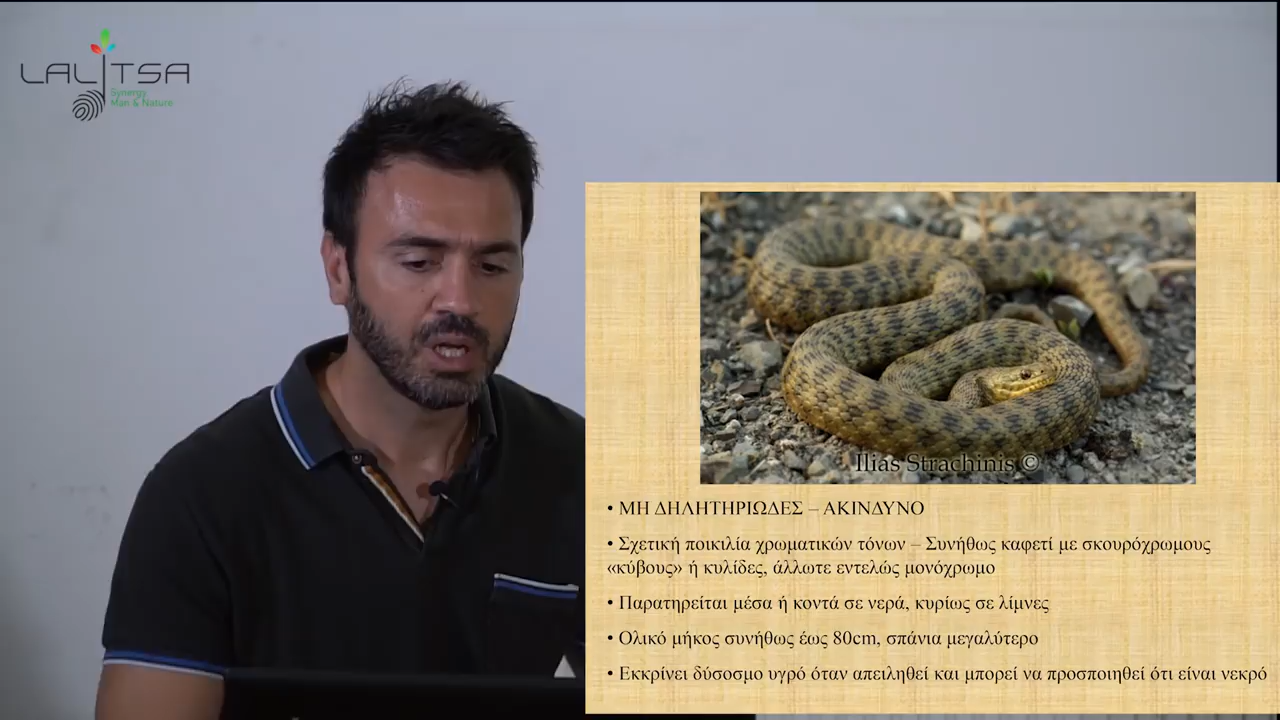 LALITSA
Synergy
Man & Nature
Ilias Strachinis ©
• ΜΗ ΔΗΛΗΤΗΡΙΩΔΕΣ – ΑΚΙΝΔΥΝΟ
• Σχετική ποικιλία χρωματικών τόνων – Συνήθως καφετί με σκουρόχρωμους
«κύβους» ή κυλίδες, άλλωτε εντελώς μονόχρωμο
• Παρατηρείται μέσα ή κοντά σε νερά, κυρίως σε λίμνες
• Ολικό μήκος συνήθως έως 80cm, σπάνια μεγαλύτερο
• Εκκρίνει δύσοσμο υγρό όταν απειληθεί και μπορεί να προσποιηθεί ότι είναι νεκρό